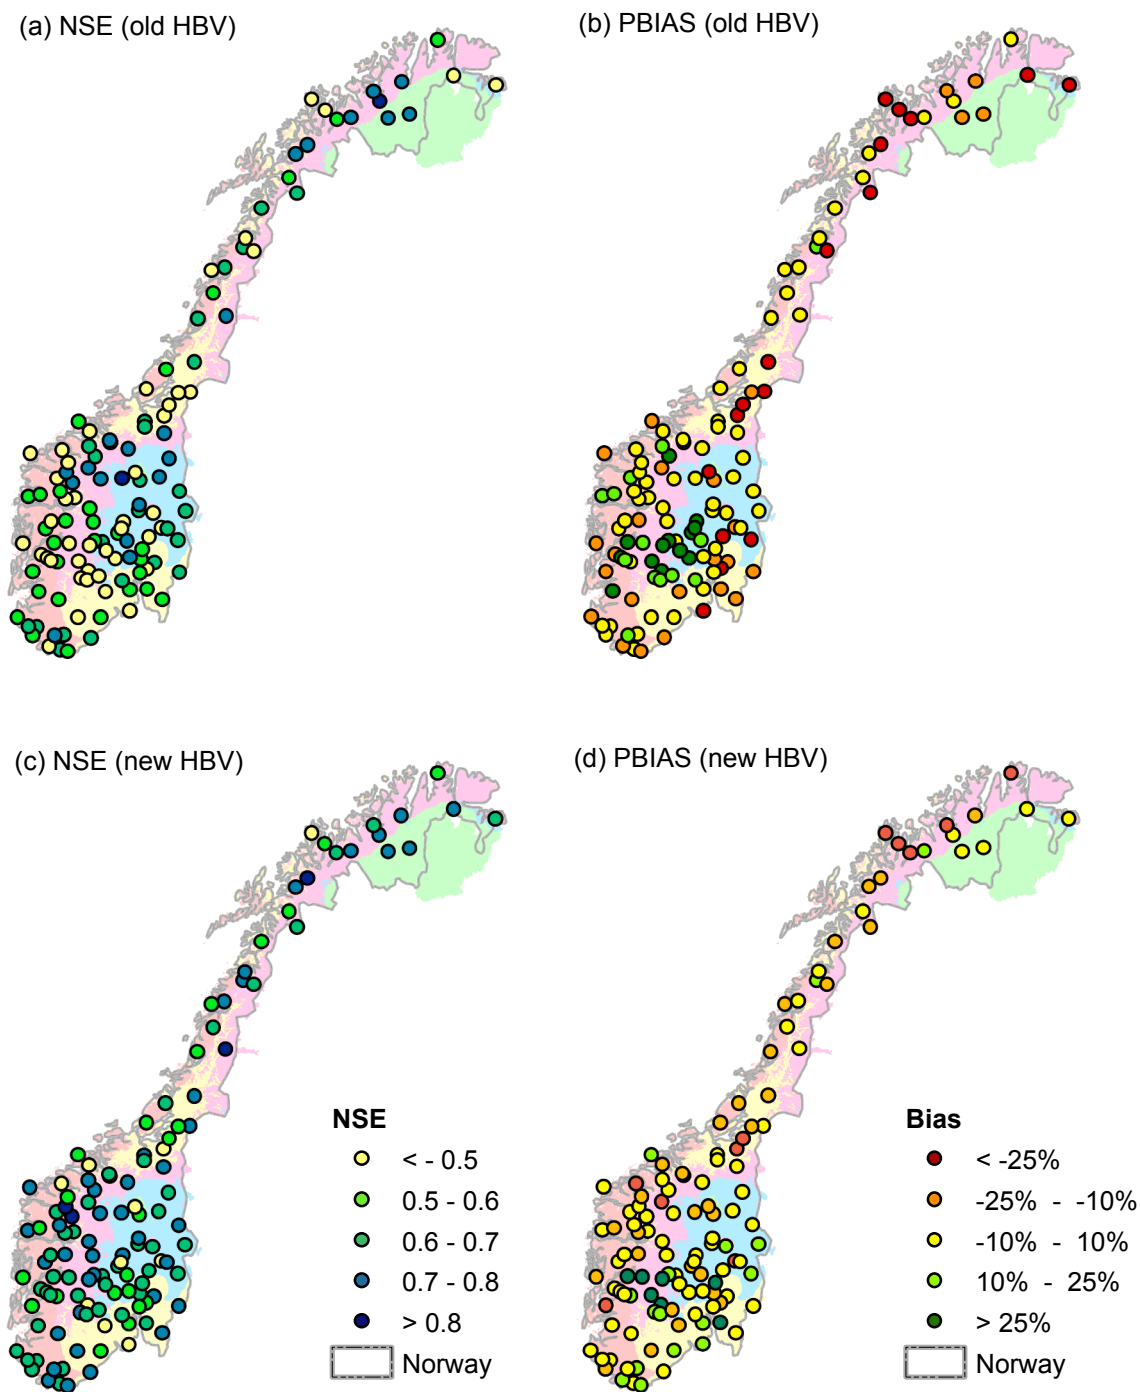 (a) NSE (old HBV)
(b) PBIAS (old HBV)
(c) NSE (new HBV)
(d) PBIAS (new HBV)
NSE
< - 0.5
0.5 - 0.6
0.6 - 0.7
0.7 - 0.8
> 0.8
Norway
Bias
< -25%
-25% - -10%
-10% - 10%
10% - 25%
> 25%
Norway